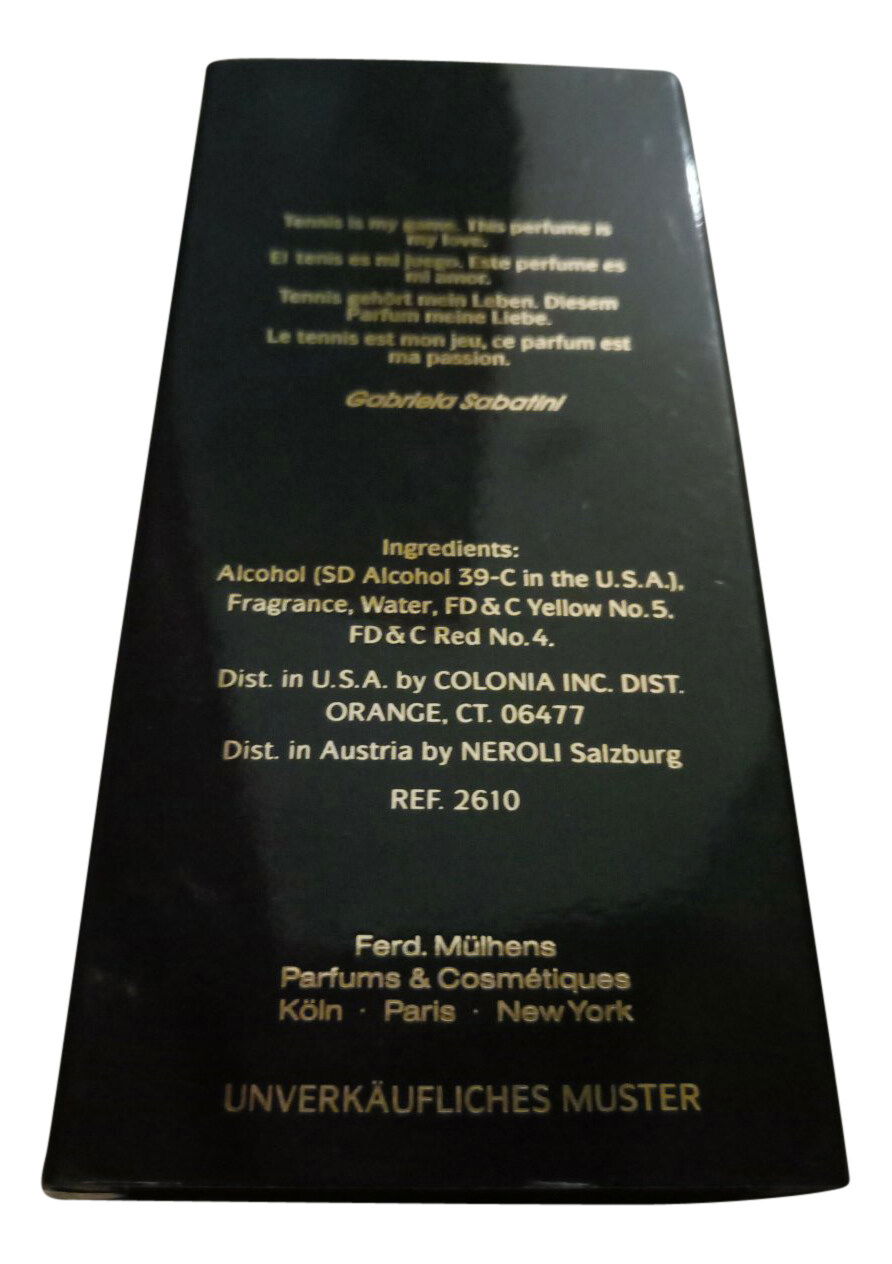 Tennis is my game. This perfume is
my love.
El tenis es mi juego. Este perfume es
mi amor.
Tennis gehört mein Leben. Diesem
Parfum meine Liebe.
Le tennis est mon jeu, ce parfum est
ma passion.
Gabriela Sabatini
Ingredients:
Alcohol (SD Alcohol 39-C in the U.S.A.),
Fragrance, Water, FD & C Yellow No. 5.
FD & C Red No. 4.
Dist. in U.S.A. by COLONIA INC. DIST.
ORANGE, CT. 06477
Dist. in Austria by NEROLI Salzburg
REF. 2610
Ferd. Mülhens
Parfums & Cosmétiques
Köln · Paris · New York
UNVERKÄUFLICHES MUSTER